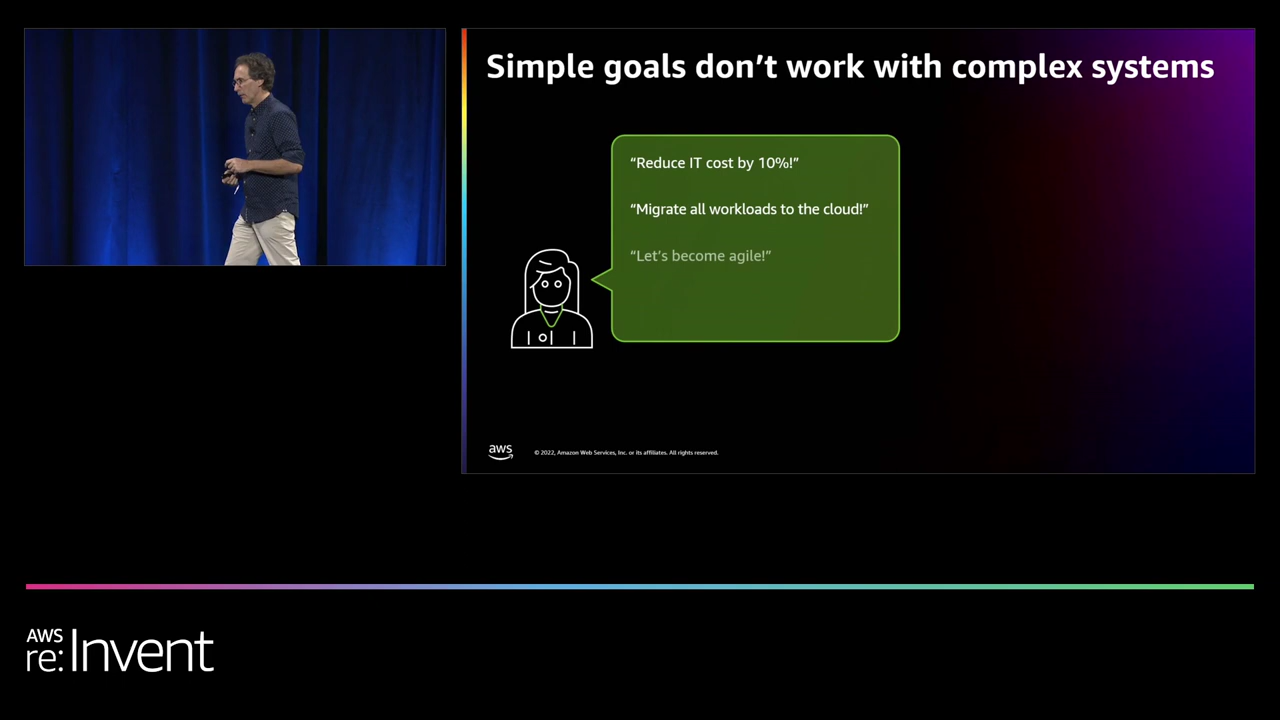 Simple goals don’t work with complex systems
“Reduce IT cost by 10%!”
“Migrate all workloads to the cloud!”
“Let’s become agile!”
aws
© 2022, Amazon Web Services, Inc. or its affiliates. All rights reserved.
AWS
re:Invent